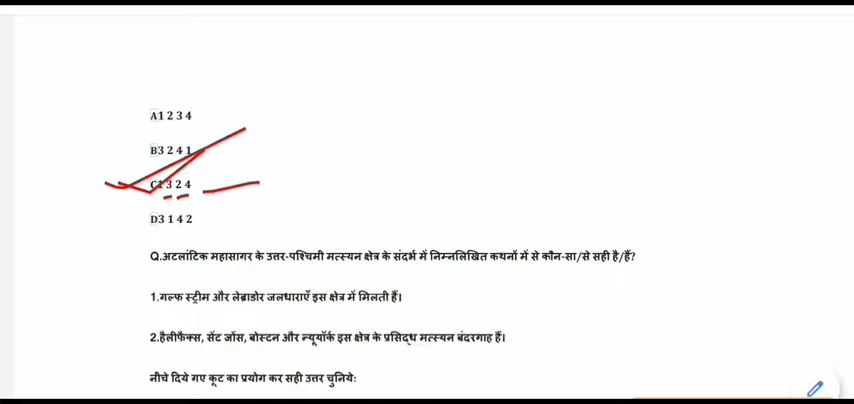 A1 2 3 4
B3 2 4 1
C1 3 2 4
D3 1 4 2
Q.अटलांटिक महासागर के उत्तर-पश्चिमी मत्स्यन क्षेत्र के संदर्भ में निम्नलिखित कथनों में से कौन-सा/से सही है/हैं?
1.गल्फ स्ट्रीम और लेब्राडोर जलधाराएँ इस क्षेत्र में मिलती हैं।
2.हैलीफैक्स, सेंट जोंस, बोस्टन और न्यूयॉर्क इस क्षेत्र के प्रसिद्ध मत्स्यन बंदरगाह हैं।
नीचे दिये गए कूट का प्रयोग कर सही उत्तर चुनिये: